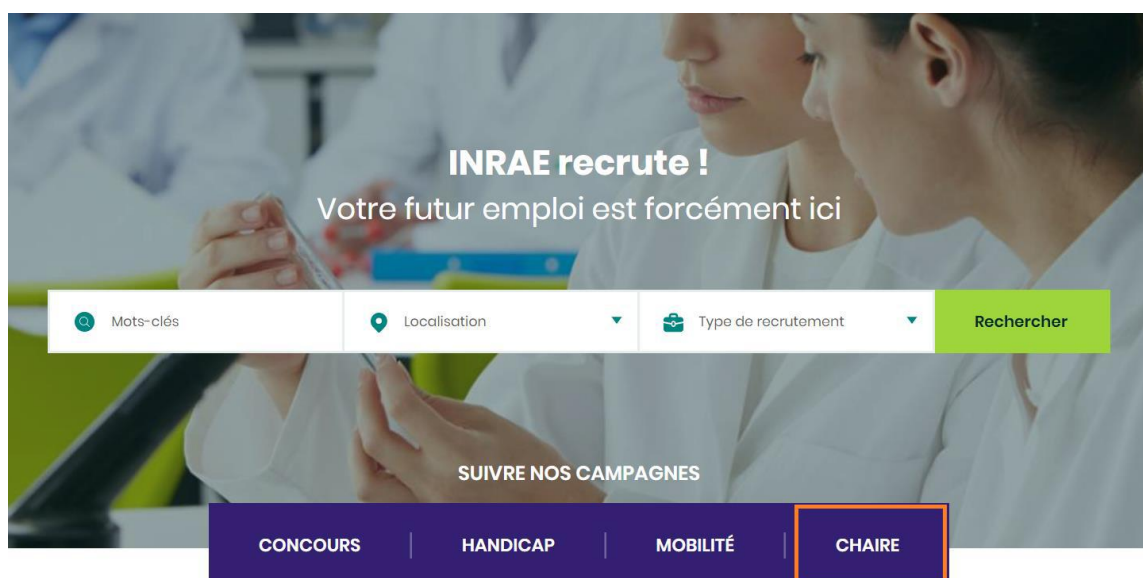 INRAE recrute !
Votre futur emploi est forcément ici
Mots-clés
Localisation
Type de recrutement
Rechercher
SUIVRE NOS CAMPAGNES
CONCOURS
HANDICAP
MOBILITÉ
CHAIRE